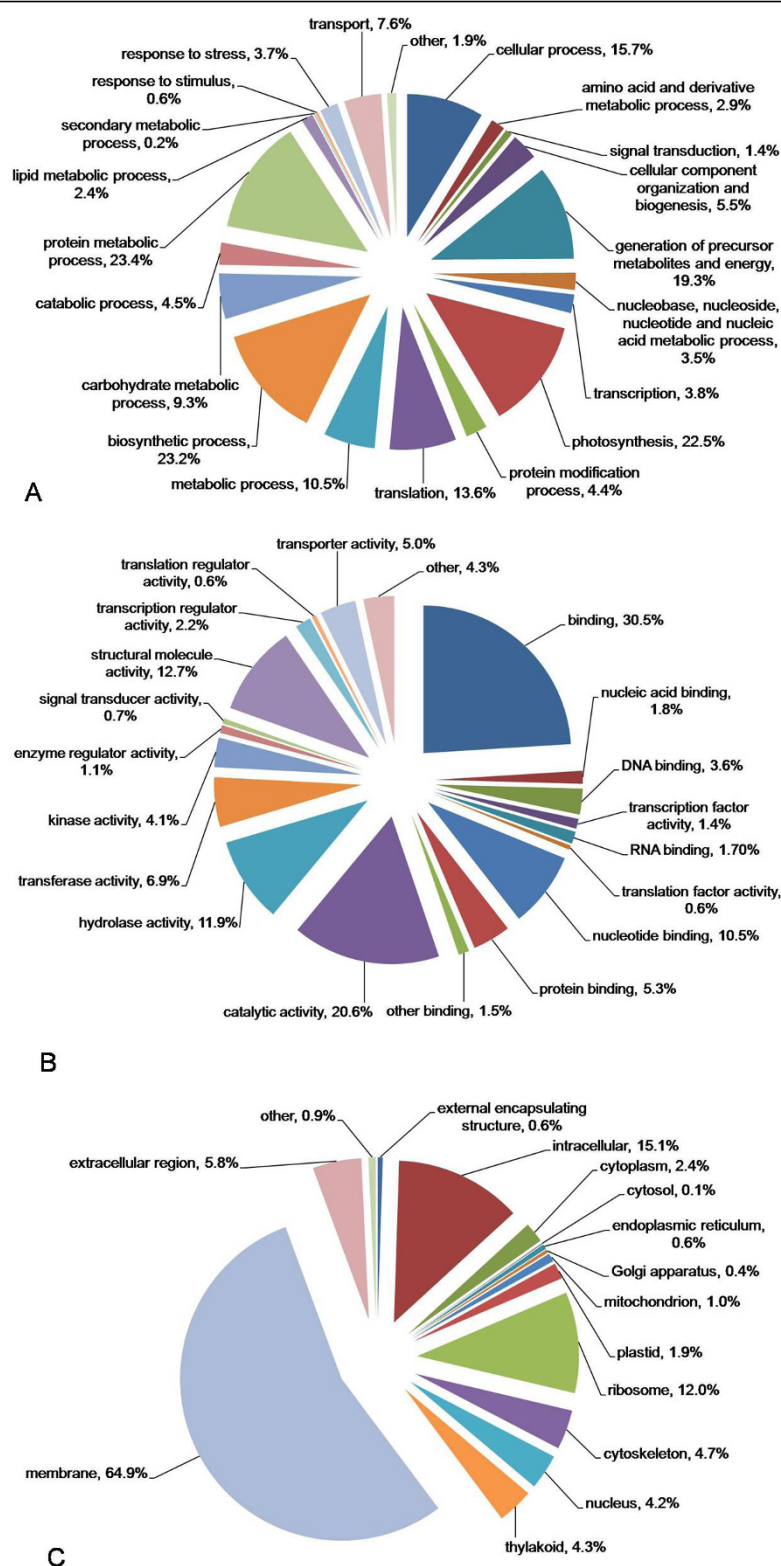 transport, 7.6%
other, 1.9%
cellular process, 15.7%
response to stress, 3.7%
amino acid and derivative
metabolic process, 2.9%
response to stimulus,
0.6%
signal transduction, 1.4%
secondary metabolic
process, 0.2%
cellular component
organization and
biogenesis, 5.5%
lipid metabolic process,
2.4%
generation of precursor
metabolites and energy,
19.3%
protein metabolic
process, 23.4%
nucleobase, nucleoside,
nucleotide and nucleic
acid metabolic process,
3.5%
catabolic process, 4.5%
transcription, 3.8%
carbohydrate metabolic
process, 9.3%
photosynthesis, 22.5%
biosynthetic process,
23.2%
protein modification
process, 4.4%
metabolic process, 10.5%
translation, 13.6%
A
transporter activity, 5.0%
translation regulator
activity, 0.6%
other, 4.3%
transcription regulator
activity, 2.2%
binding, 30.5%
structural molecule
activity, 12.7%
nucleic acid binding,
1.8%
signal transducer activity,
0.7%
DNA binding, 3.6%
enzyme regulator activity,
1.1%
transcription factor
activity, 1.4%
kinase activity, 4.1%
RNA binding, 1.70%
transferase activity, 6.9%
translation factor activity,
0.6%
hydrolase activity, 11.9%
nucleotide binding, 10.5%
protein binding, 5.3%
catalytic activity, 20.6%
other binding, 1.5%
B
other, 0.9%
external encapsulating
structure, 0.6%
intracellular, 15.1%
extracellular region, 5.8%
cytoplasm, 2.4%
cytosol, 0.1%
endoplasmic reticulum,
0.6%
Golgi apparatus, 0.4%
mitochondrion, 1.0%
plastid, 1.9%
ribosome, 12.0%
cytoskeleton, 4.7%
membrane, 64.9%
nucleus, 4.2%
thylakoid, 4.3%
C